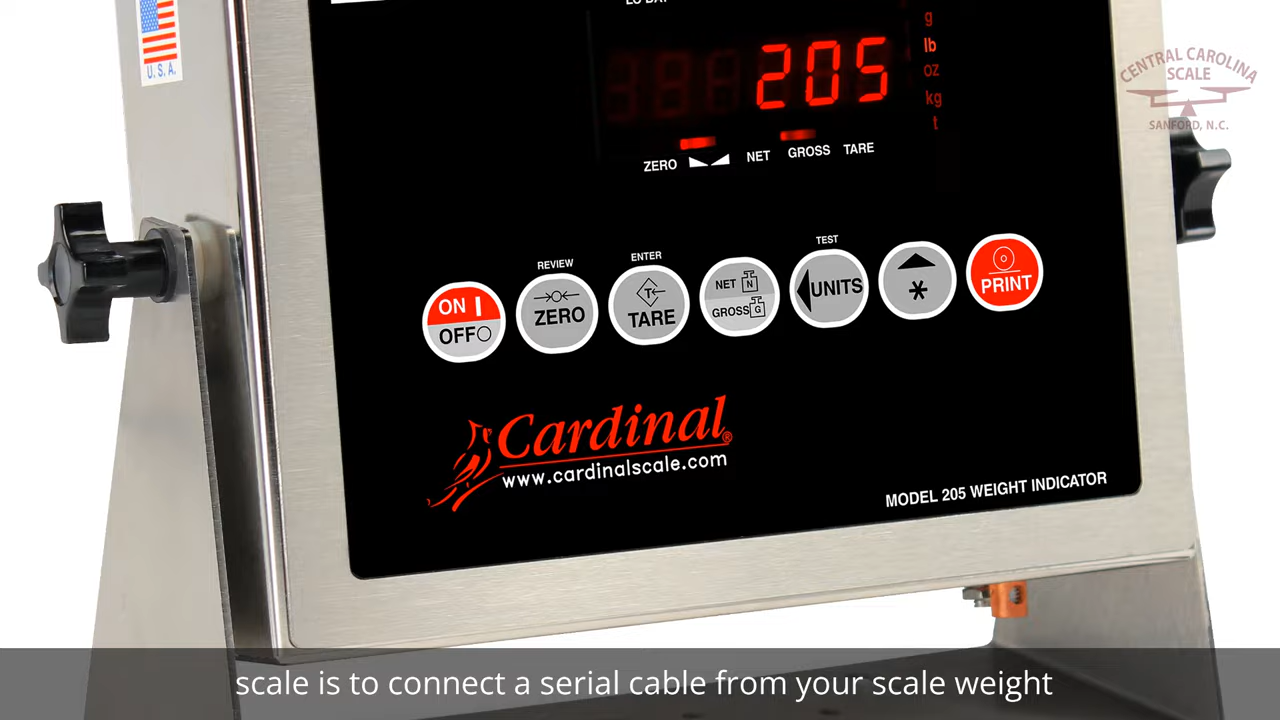 U.S.A.
205
g
lb
oz
kg
t
ZERO
NET
GROSS
TARE
CENTRAL CAROLINA
SCALE
SANFORD, N.C.
REVIEW
ENTER
TEST
ON
OFF
ZERO
T
TARE
NET N
GROSS G
UNITS
*
PRINT
Cardinal®
www.cardinalscale.com
MODEL 205 WEIGHT INDICATOR
scale is to connect a serial cable from your scale weight